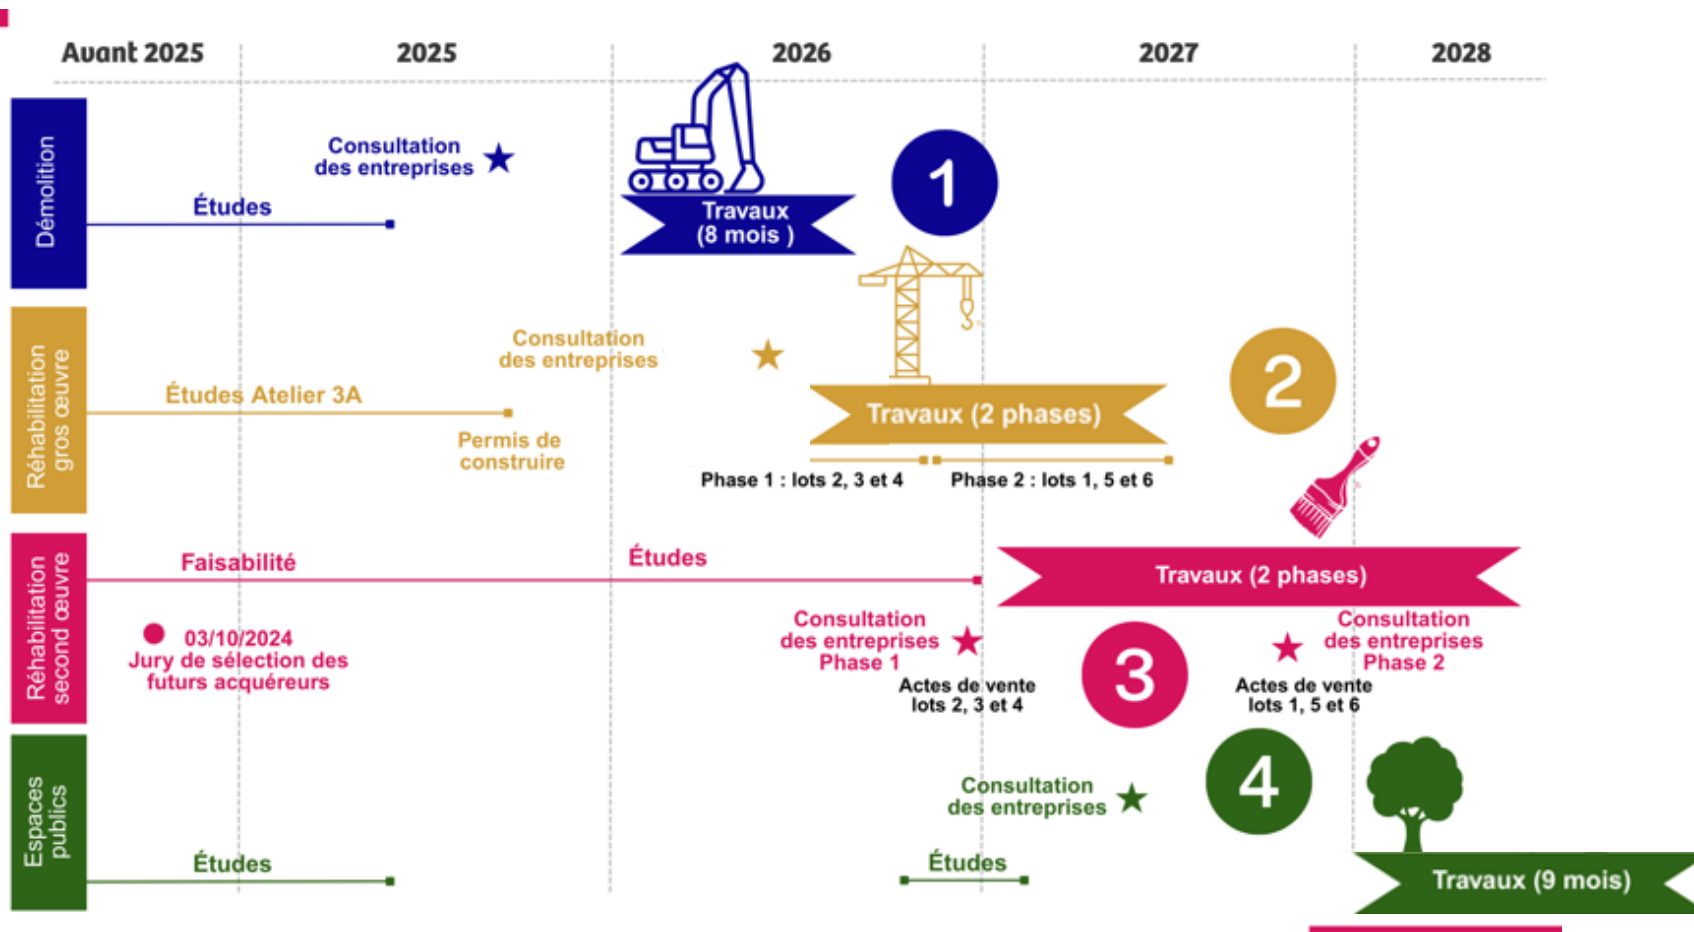 Avant 2025
2025
2026
2027
2028
Démolition
Consultation
des entreprises
Études
Travaux
(8 mois )
1
Réhabilitation
gros œuvre
Consultation
des entreprises
Études Atelier 3A
Permis de
construire
Travaux (2 phases)
2
Phase 1 : lots 2, 3 et 4
Phase 2 : lots 1, 5 et 6
Réhabilitation
second œuvre
Faisabilité
Études
Travaux (2 phases)
03/10/2024
Jury de sélection des
futurs acquéreurs
Consultation
des entreprises
Phase 1
Actes de vente
lots 2, 3 et 4
3
Consultation
des entreprises
Phase 2
Actes de vente
lots 1, 5 et 6
Espaces
publics
Études
Consultation
des entreprises
Études
4
Travaux (9 mois)